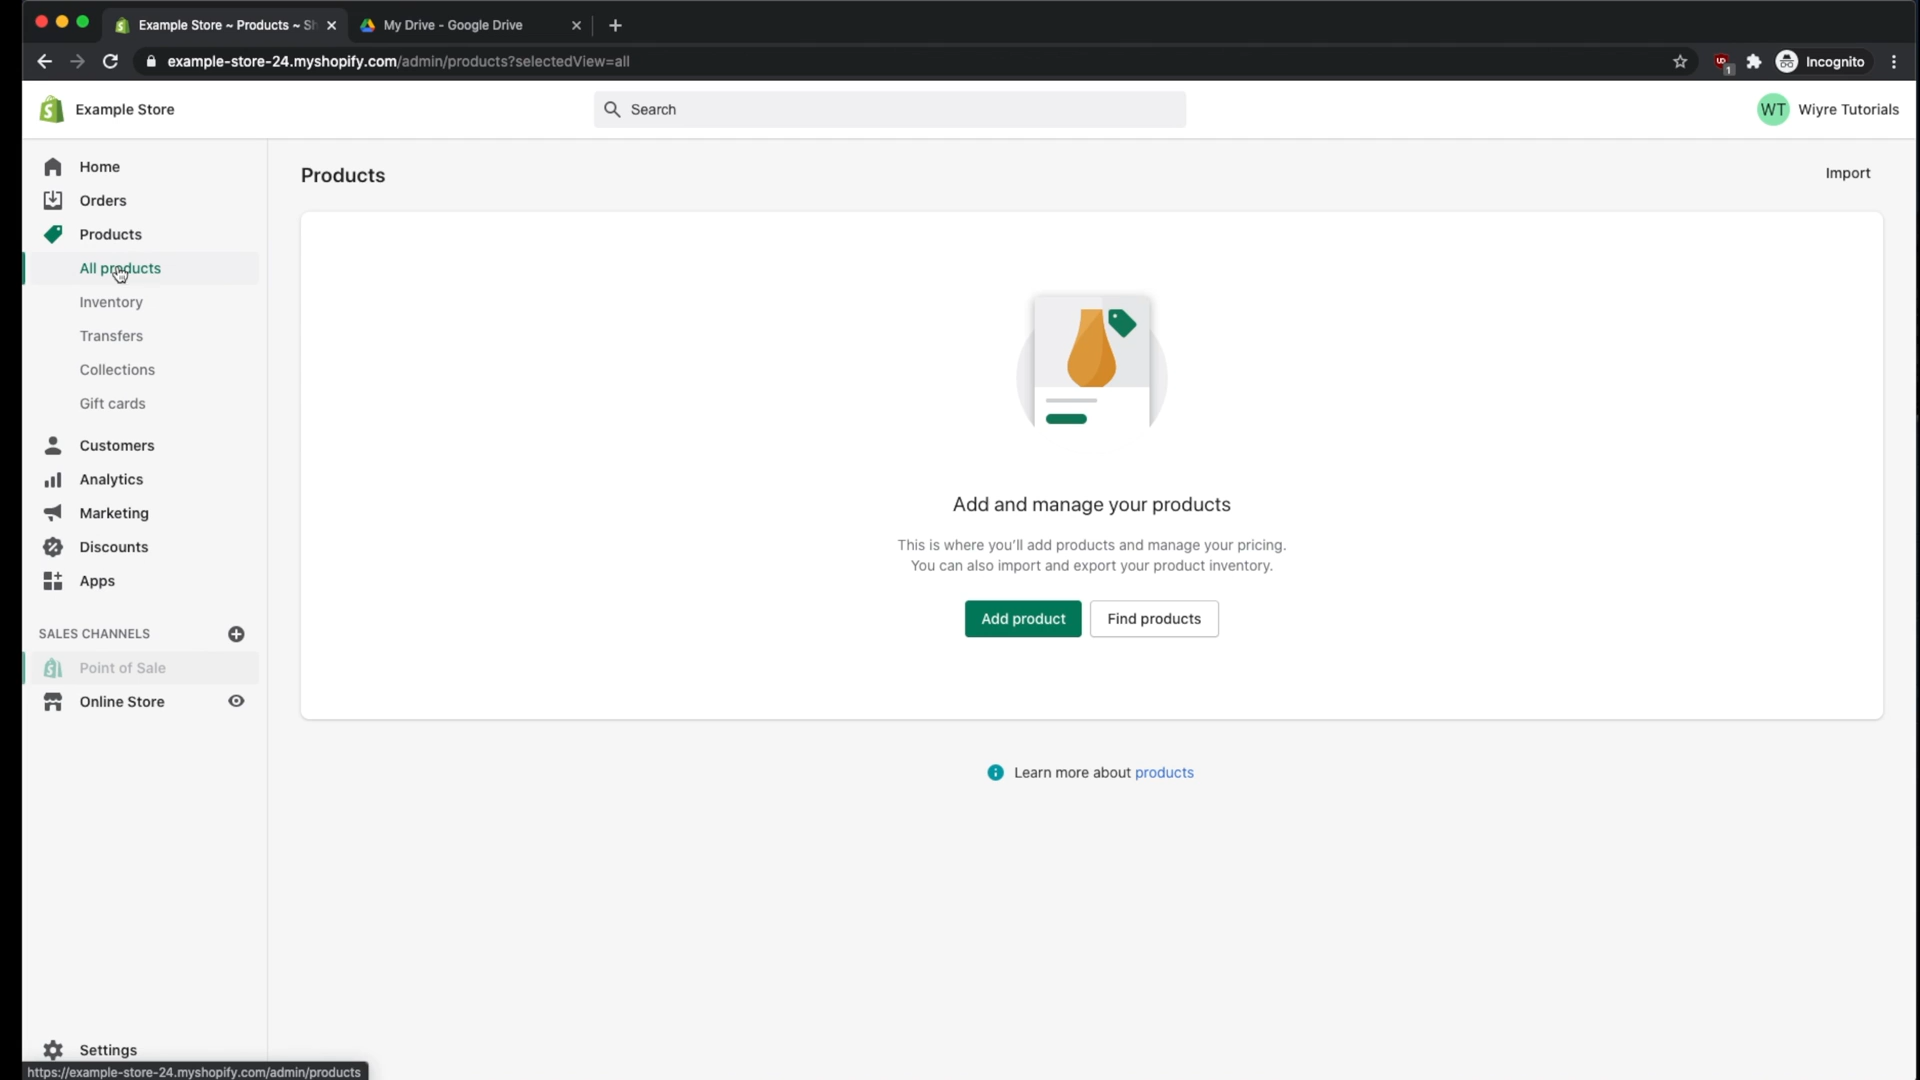 Example Store ~ Products ~ Sh
My Drive - Google Drive
example-store-24.myshopify.com/admin/products?selectedView=all
1
Incognito
Example Store
Search
WT
Wiyre Tutorials
Home
Orders
Products
All products
Inventory
Transfers
Collections
Gift cards
Customers
Analytics
Marketing
Discounts
Apps
SALES CHANNELS
Point of Sale
Online Store
Settings
https://example-store-24.myshopify.com/admin/products
Products
Import
Add and manage your products
This is where you’ll add products and manage your pricing.
You can also import and export your product inventory.
Add product
Find products
Learn more about products